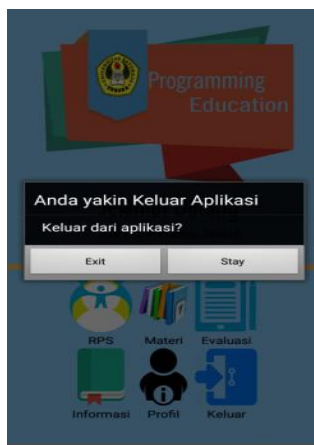 Programming
Education
Anda yakin Keluar Aplikasi
Keluar dari aplikasi?
Exit Stay
RPS Materi Evaluasi
Informasi Profil Keluar